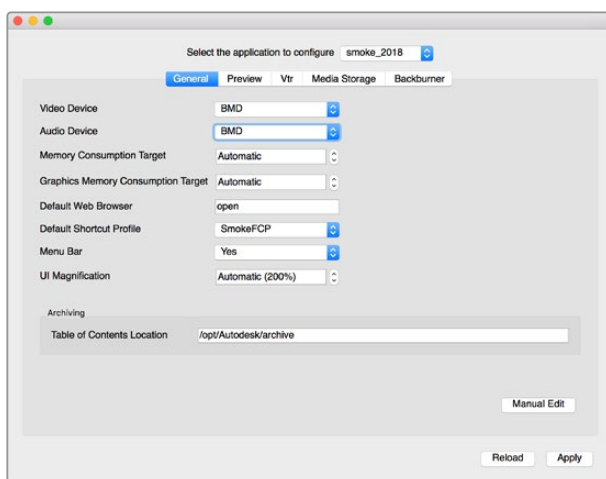 Select the application to configure smoke_2018
General Preview Vtr Media Storage Backburner
Video Device BMD
Audio Device BMD
Memory Consumption Target Automatic
Graphics Memory Consumption Target Automatic
Default Web Browser open
Default Shortcut Profile SmokeFCP
Menu Bar Yes
UI Magnification Automatic (200%)
Archiving
Table of Contents Location /opt/Autodesk/archive
Manual Edit
Reload Apply